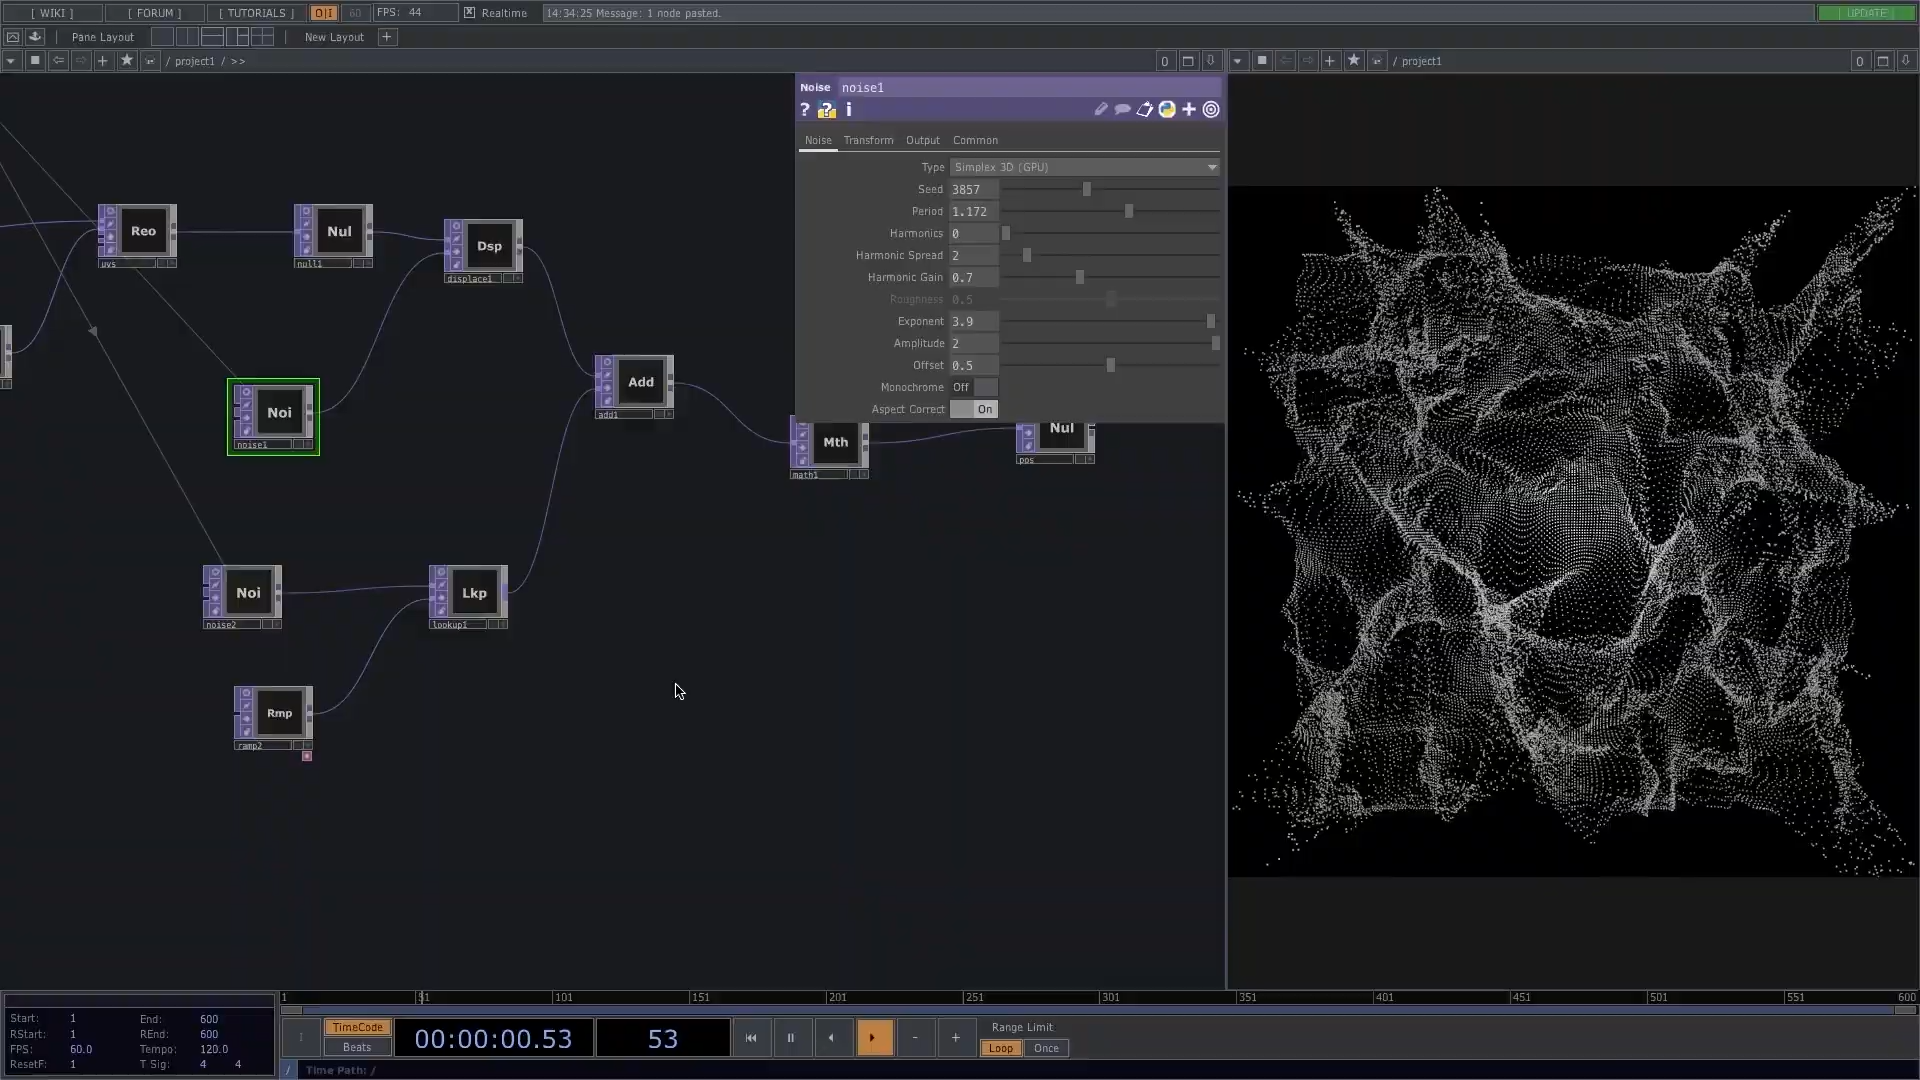 [ WIKI ] [ FORUM ] [ TUTORIALS ] O|I 60 FPS: 44 Realtime 14:34:25 Message: 1 node pasted. [ UPDATE ]
Pane Layout New Layout +
/ project1 / >> 0
/ project1 0
Noise noise1
? ? i
Noise Transform Output Common
Type Simplex 3D (GPU)
Seed 3857
Period 1.172
Harmonics 0
Harmonic Spread 2
Harmonic Gain 0.7
Roughness 0.5
Exponent 3.9
Amplitude 2
Offset 0.5
Monochrome Off
Aspect Correct On
Reo
uvs
Nul
null1
Dsp
displace1
Noi
noise1
Add
add1
Mth
math1
Nul
pos
Noi
noise2
Lkp
lookup1
Rmp
ramp2
1 51 101 151 201 251 301 351 401 451 501 551 600
Start: 1 End: 600
RStart: 1 REnd: 600
FPS: 60.0 Tempo: 120.0
ResetF: 1 T Sig: 4 4
TimeCode
Beats
00:00:00.53 53
- +
Range Limit
Loop Once
/ Time Path: /